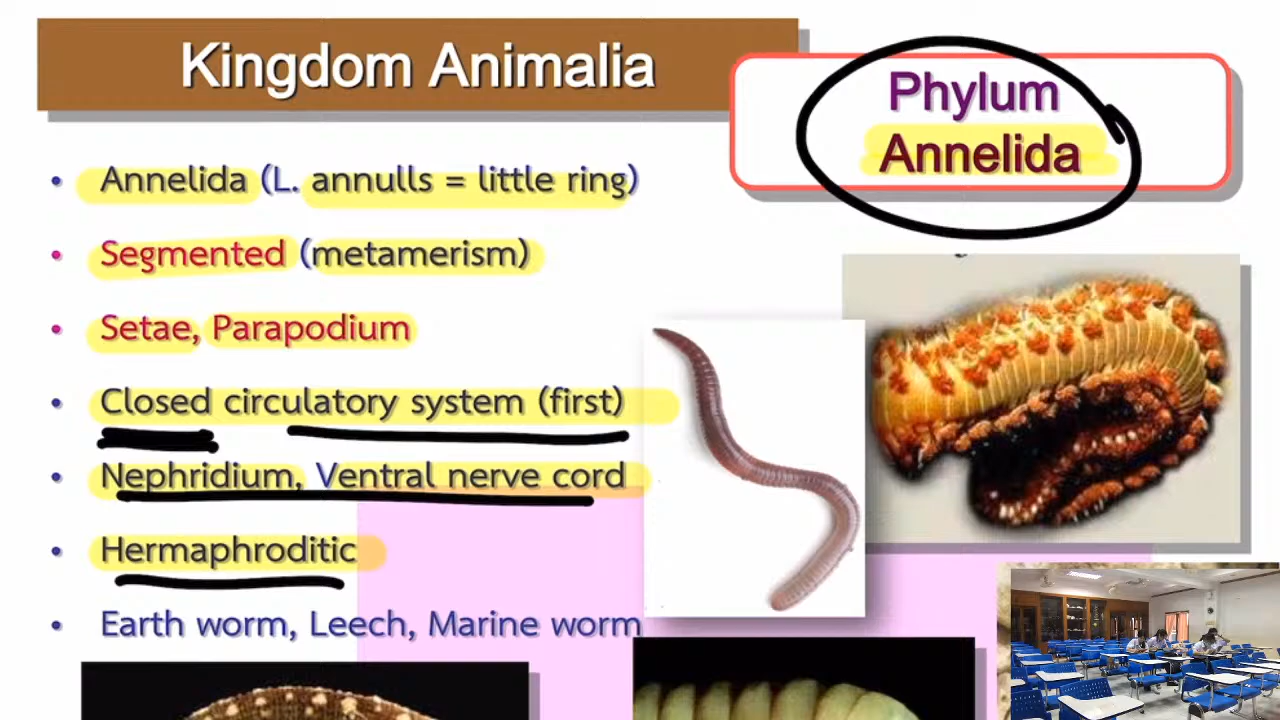 Kingdom Animalia
Phylum
Annelida
• Annelida (L. annulls = little ring)
• Segmented (metamerism)
• Setae, Parapodium
• Closed circulatory system (first)
• Nephridium, Ventral nerve cord
• Hermaphroditic
• Earth worm, Leech, Marine worm